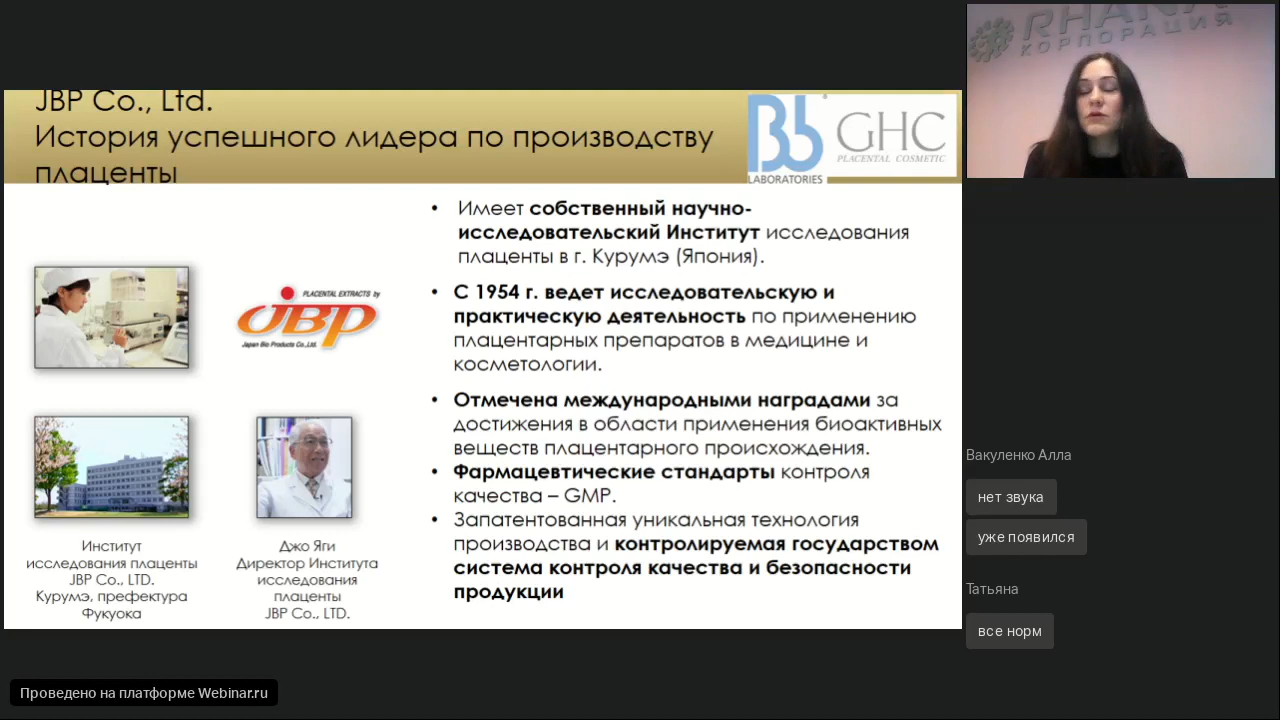 JBP Co., Ltd.
История успешного лидера по производству
плаценты
Bb
LABORATORIES
GHC
PLACENTAL COSMETIC
КОРПОРАЦИЯ
• Имеет собственный научно-
исследовательский Институт исследования
плаценты в г. Курумэ (Япония).
• С 1954 г. ведет исследовательскую и
практическую деятельность по применению
плацентарных препаратов в медицине и
косметологии.
• Отмечена международными наградами за
достижения в области применения биоактивных
веществ плацентарного происхождения.
• Фармацевтические стандарты контроля
качества – GMP.
• Запатентованная уникальная технология
производства и контролируемая государством
система контроля качества и безопасности
продукции
PLACENTAL EXTRACTS by
JBP
Japan Bio Products Co.,Ltd.
Институт
исследования плаценты
JBP Co., LTD.
Курумэ, префектура
Фукуока
Джо Яги
Директор Института
исследования
плаценты
JBP Co., LTD.
Вакуленко Алла
нет звука
уже появился
Татьяна
все норм
Проведено на платформе Webinar.ru